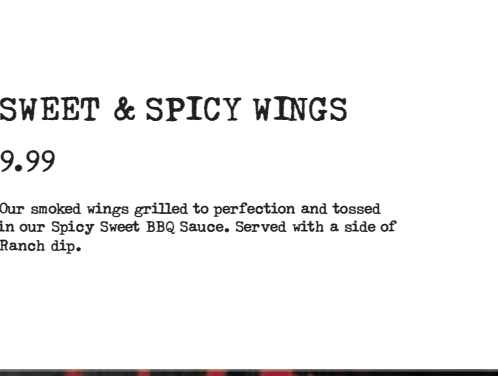 SWEET & SPICY WINGS
9.99
Our smoked wings grilled to perfection and tossed
in our Spicy Sweet BBQ Sauce. Served with a side of
Ranch dip.